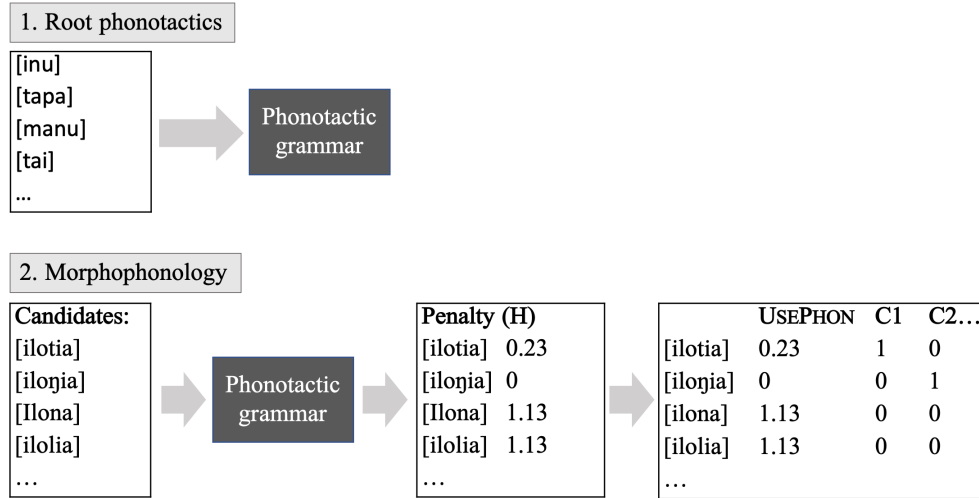 1. Root phonotactics
[inu]
[tapa]
[manu]
[tai]
...
Phonotactic
grammar
2. Morphophonology
Candidates:
[ilotia]
[iloŋia]
[Ilona]
[ilolia]
…
Phonotactic
grammar
Penalty (H)
[ilotia] 0.23
[iloŋia] 0
[Ilona] 1.13
[ilolia] 1.13
…
USEPHON C1 C2…
[ilotia] 0.23 1 0
[iloŋia] 0 0 1
[ilona] 1.13 0 0
[ilolia] 1.13 0 0
…